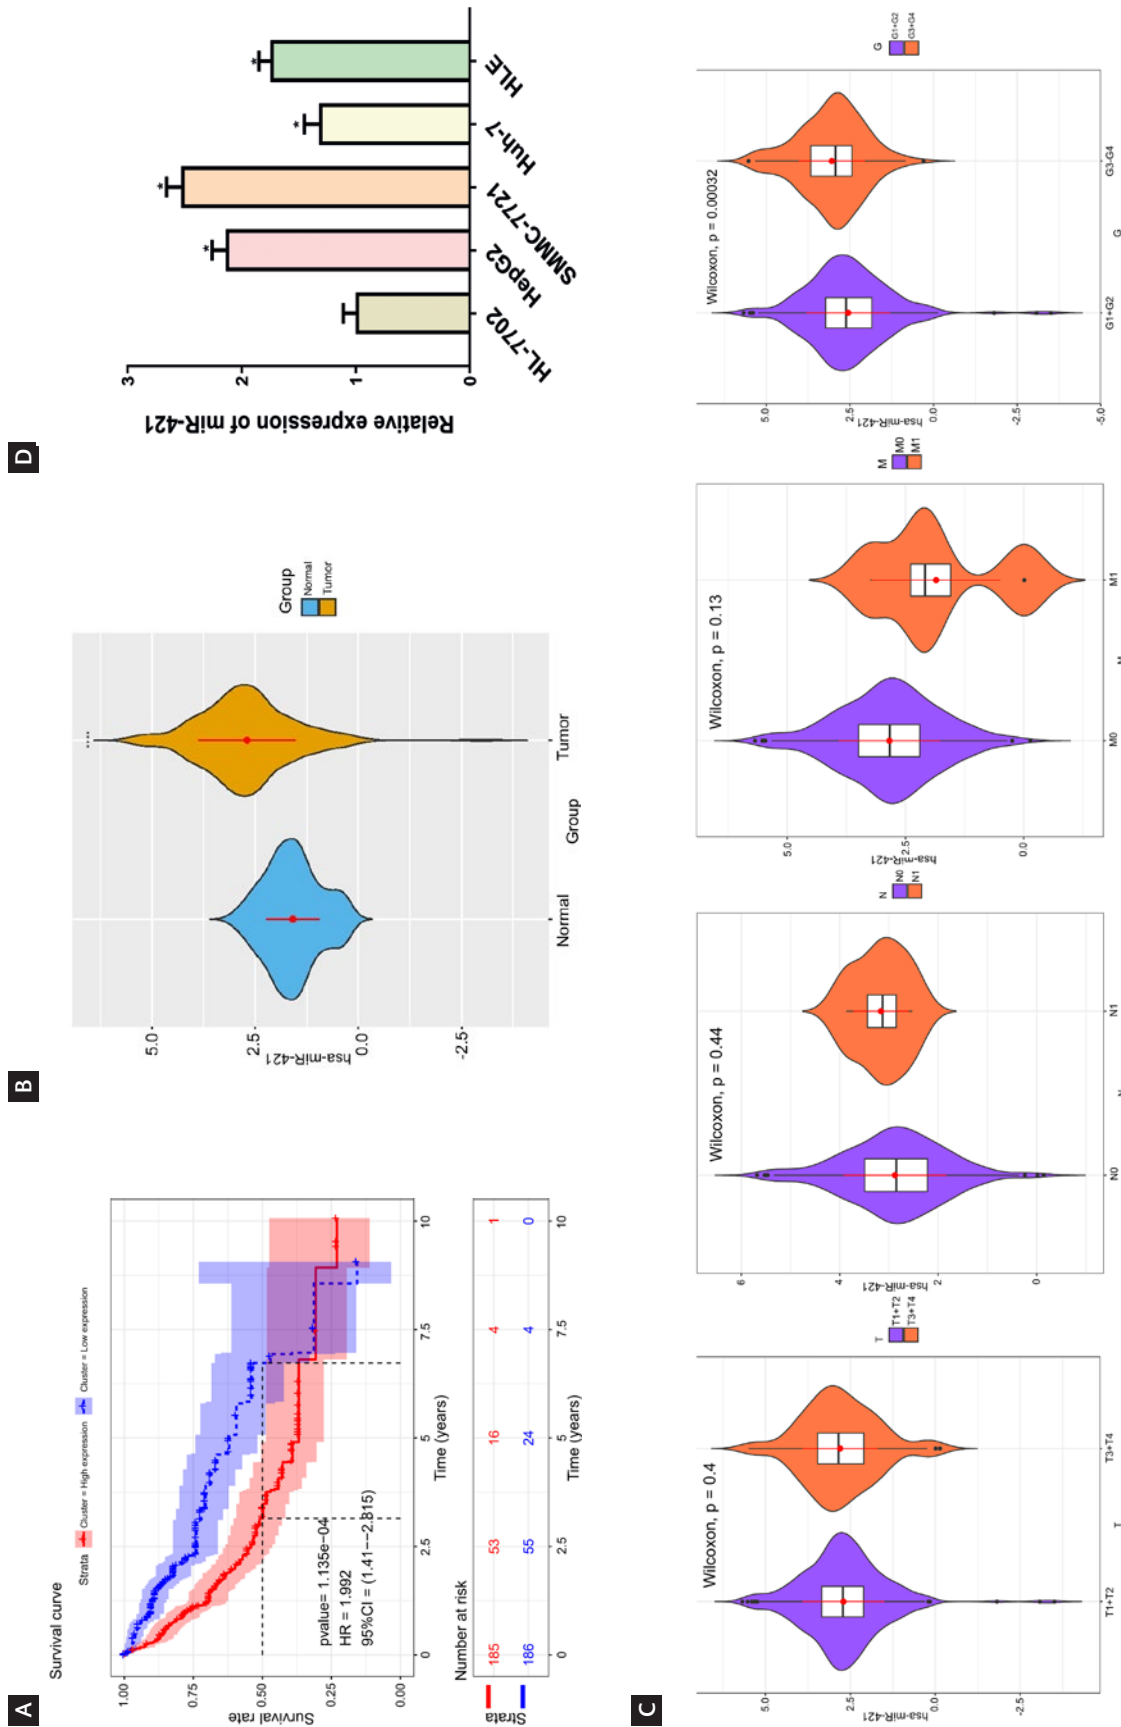 A
Survival curve
Strata Cluster = High expression Cluster = Low expression
Survival rate
1.00
0.75
0.50
0.25
0.00
pvalue= 1.135e−04
HR = 1.992
95%CI = (1.41−−2.815)
0 2.5 5 7.5 10
Time (years)
Number at risk
Strata
185 53 16 4 1
186 55 24 4 0
0 2.5 5 7.5 10
Time (years)
B
hsa-miR-421
5.0
2.5
0.0
-2.5
****
Normal Tumor
Group
Group
Normal
Tumor
C
Wilcoxon, p = 0.4
hsa-miR-421
5.0
2.5
0.0
-2.5
T1+T2 T3+T4
T
T
T1+T2
T3+T4
Wilcoxon, p = 0.44
hsa-miR-421
6
4
2
0
N0 N1
N
N
N0
N1
Wilcoxon, p = 0.13
hsa-miR-421
5.0
2.5
0.0
M0 M1
M
M
M0
M1
Wilcoxon, p = 0.00032
hsa-miR-421
5.0
2.5
0.0
-2.5
-5.0
G1+G2 G3-G4
G
G
G1+G2
G3+G4
D
Relative expression of miR-421
3
2
1
0
* * * *
HL-7702 HepG2 SMMC-7721 Huh-7 HLE